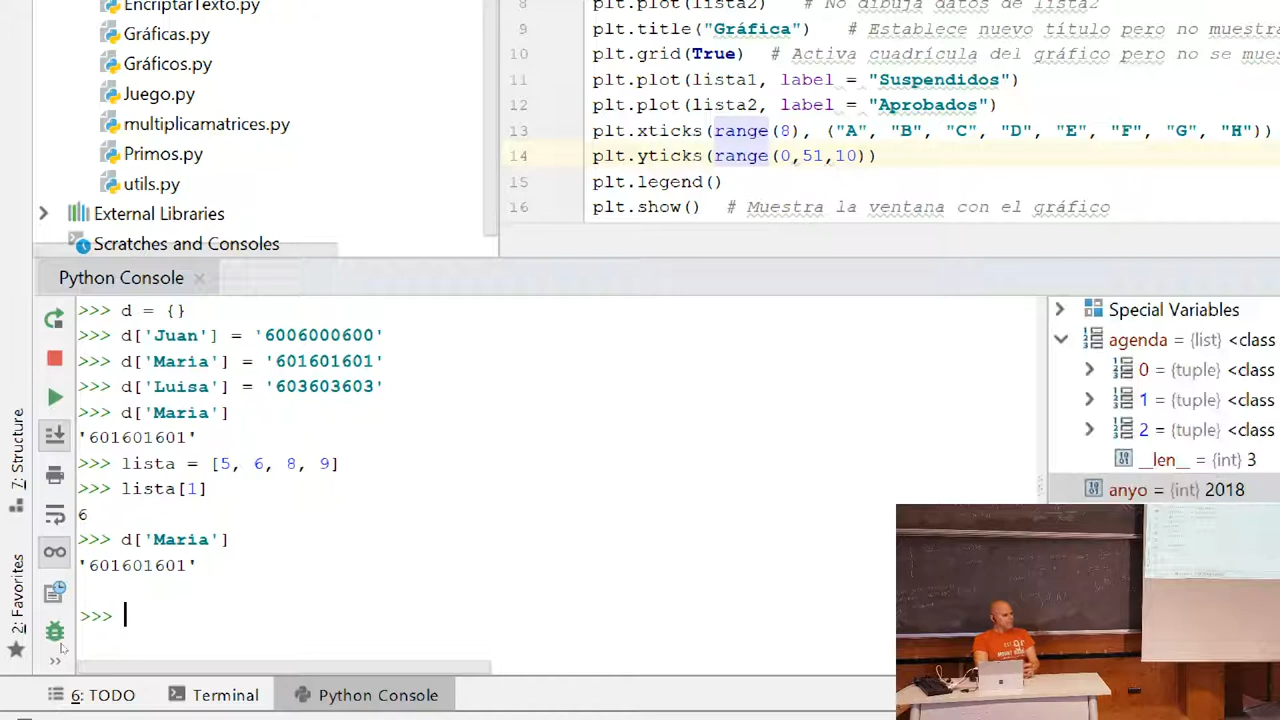 EncriptarTexto.py
Gráficas.py
Gráficos.py
Juego.py
multiplicamatrices.py
Primos.py
utils.py
External Libraries
Scratches and Consoles
8 plt.plot(lista2) # No dibuja datos de lista2
9 plt.title("Gráfica") # Establece nuevo título pero no muestra
10 plt.grid(True) # Activa cuadrícula del gráfico pero no se mues
11 plt.plot(lista1, label = "Suspendidos")
12 plt.plot(lista2, label = "Aprobados")
13 plt.xticks(range(8), ("A", "B", "C", "D", "E", "F", "G", "H"))
14 plt.yticks(range(0,51,10))
15 plt.legend()
16 plt.show() # Muestra la ventana con el gráfico
Python Console
>>> d = {}
>>> d['Juan'] = '6006000600'
>>> d['Maria'] = '601601601'
>>> d['Luisa'] = '603603603'
>>> d['Maria']
'601601601'
>>> lista = [5, 6, 8, 9]
>>> lista[1]
6
>>> d['Maria']
'601601601'
>>>
Special Variables
agenda = {list} <class
0 = {tuple} <class
1 = {tuple} <class
2 = {tuple} <class
__len__ = {int} 3
anyo = {int} 2018
7: Structure
2: Favorites
6: TODO
Terminal
Python Console